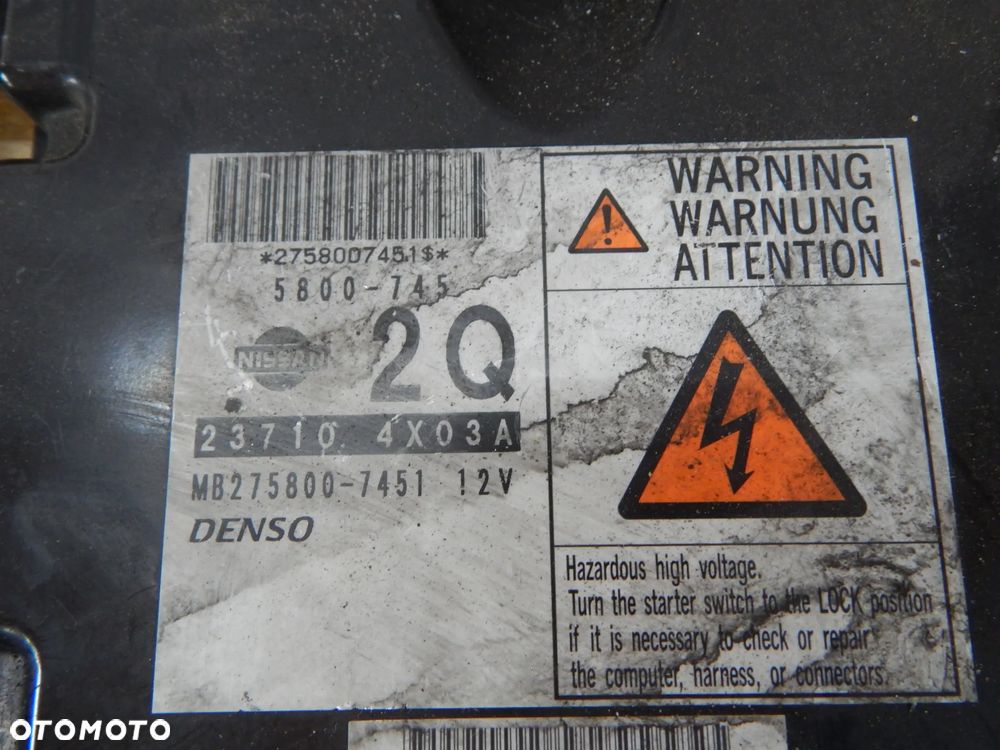 *2758007451$*
5800-745
NISSAN
2Q
23710 4X03A
MB275800-7451 12V
DENSO
WARNING
WARNUNG
ATTENTION
!
Hazardous high voltage.
Turn the starter switch to the LOCK position
if it is necessary to check or repair
the computer, harness, or connectors.
OTOMOTO